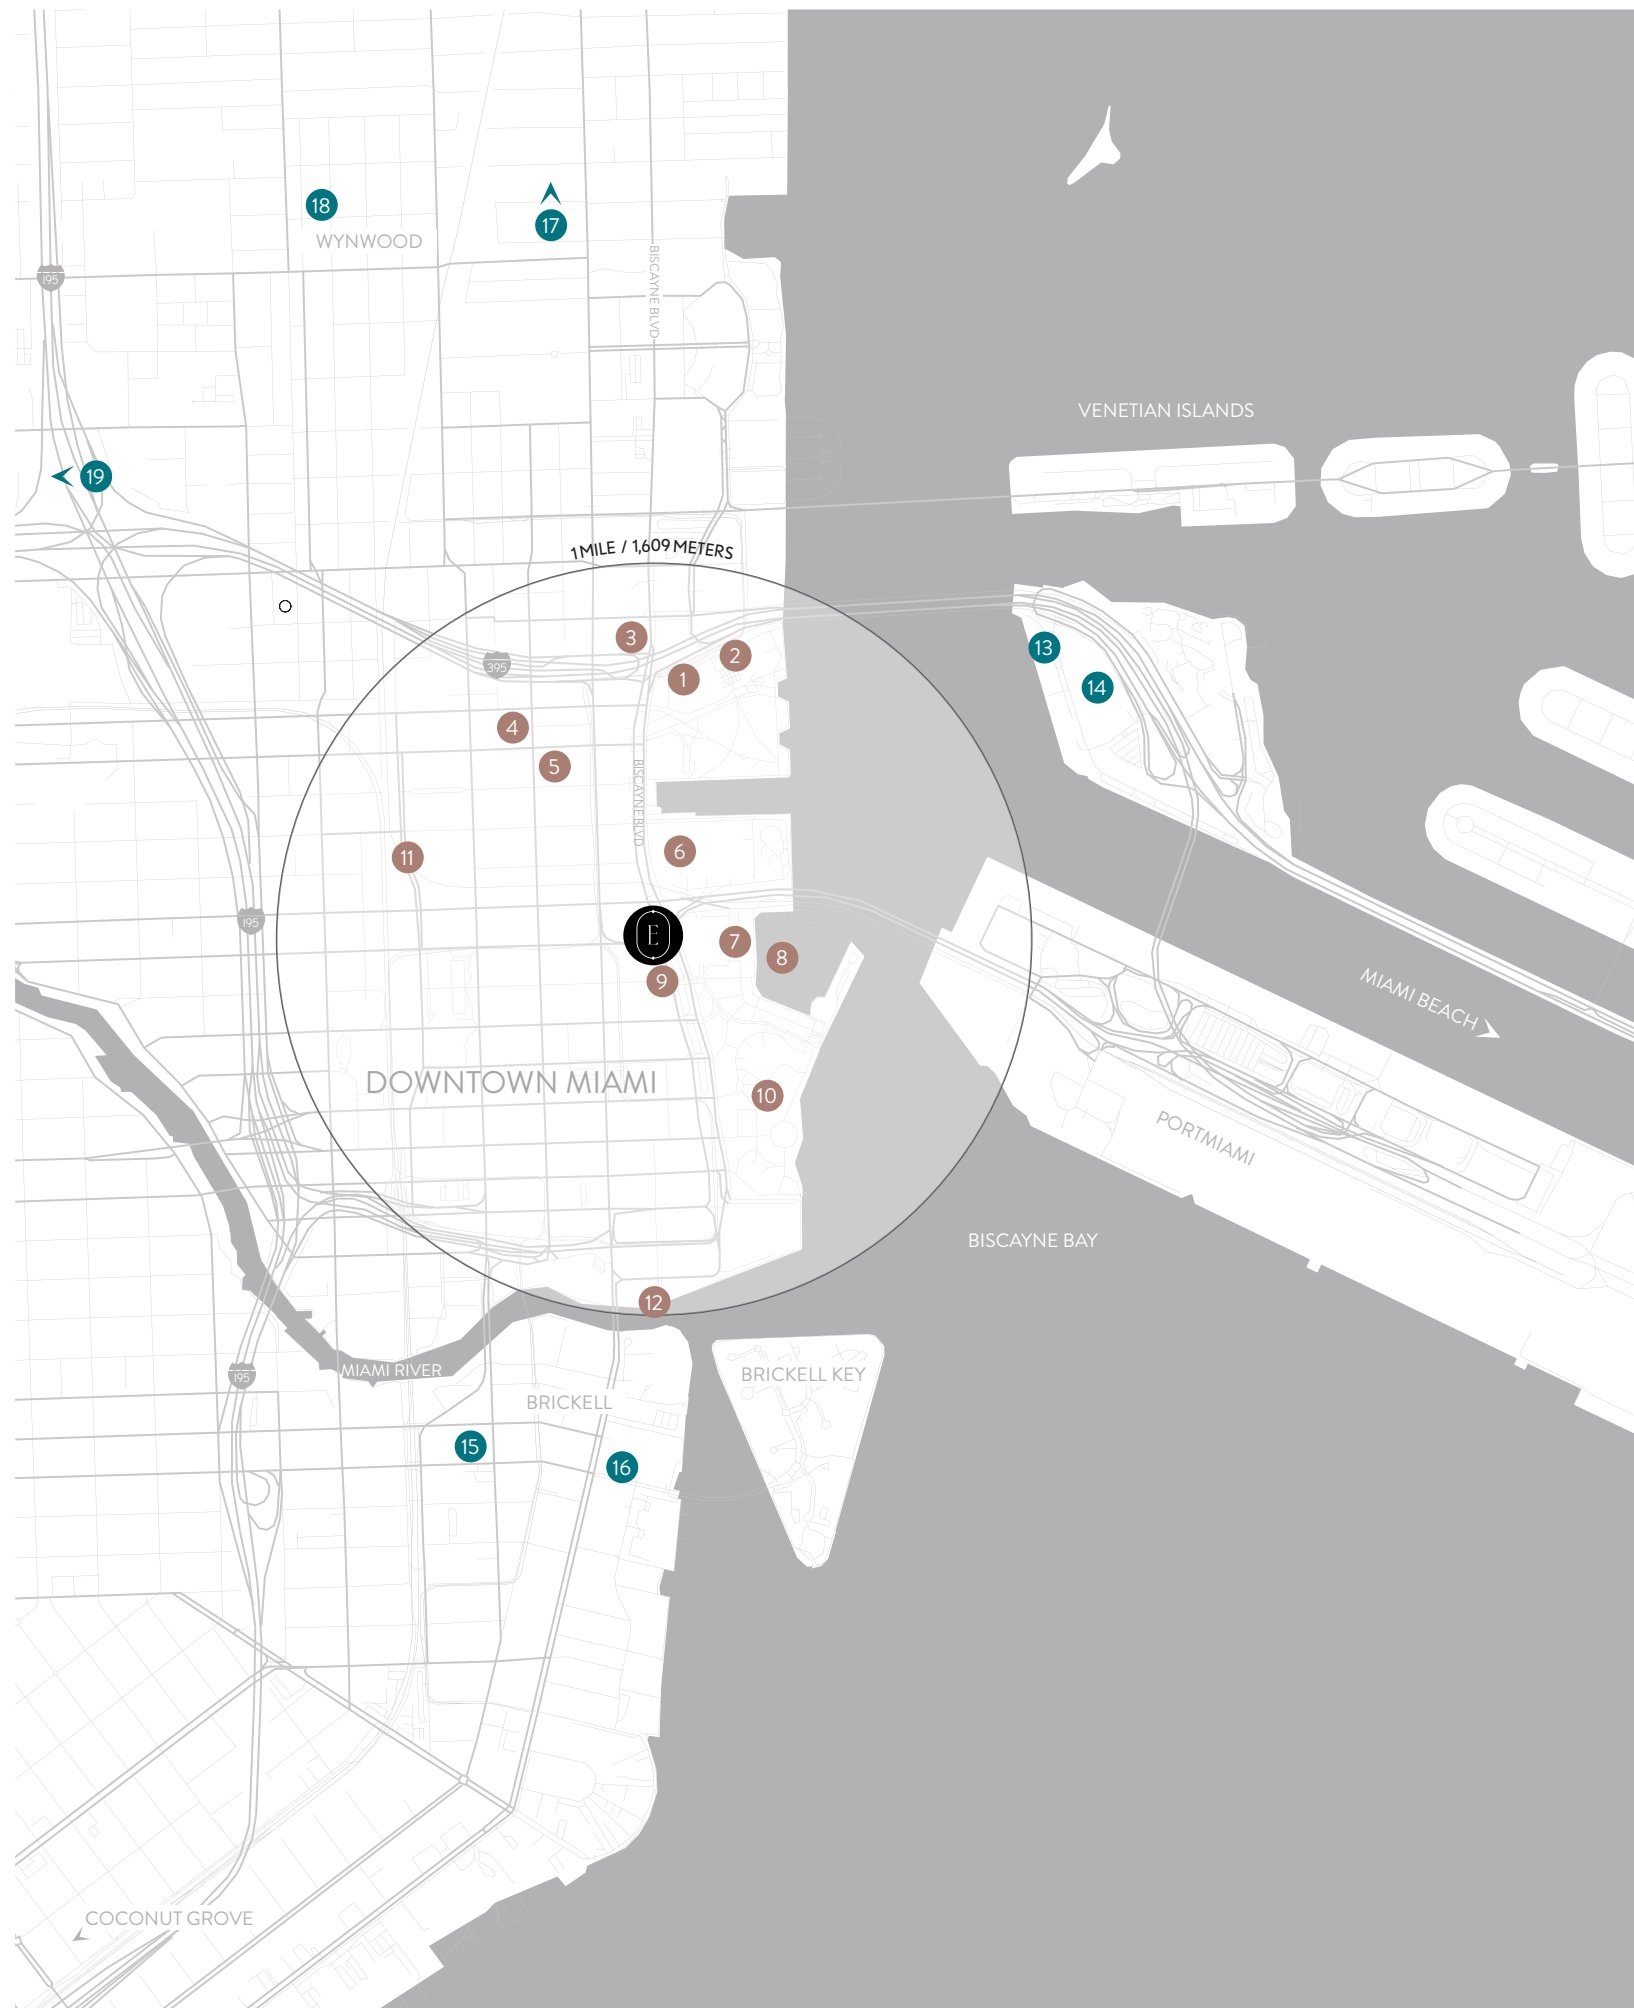 18
17
WYNWOOD
BISCAYNE BLVD
195
VENETIAN ISLANDS
19
1 MILE / 1,609 METERS
3
2
13
395
1
14
4
5
BISCAYNE BLVD
6
11
195
E
7
8
9
MIAMI BEACH
DOWNTOWN MIAMI
10
PORTMIAMI
BISCAYNE BAY
12
MIAMI RIVER
195
BRICKELL KEY
BRICKELL
15
16
COCONUT GROVE